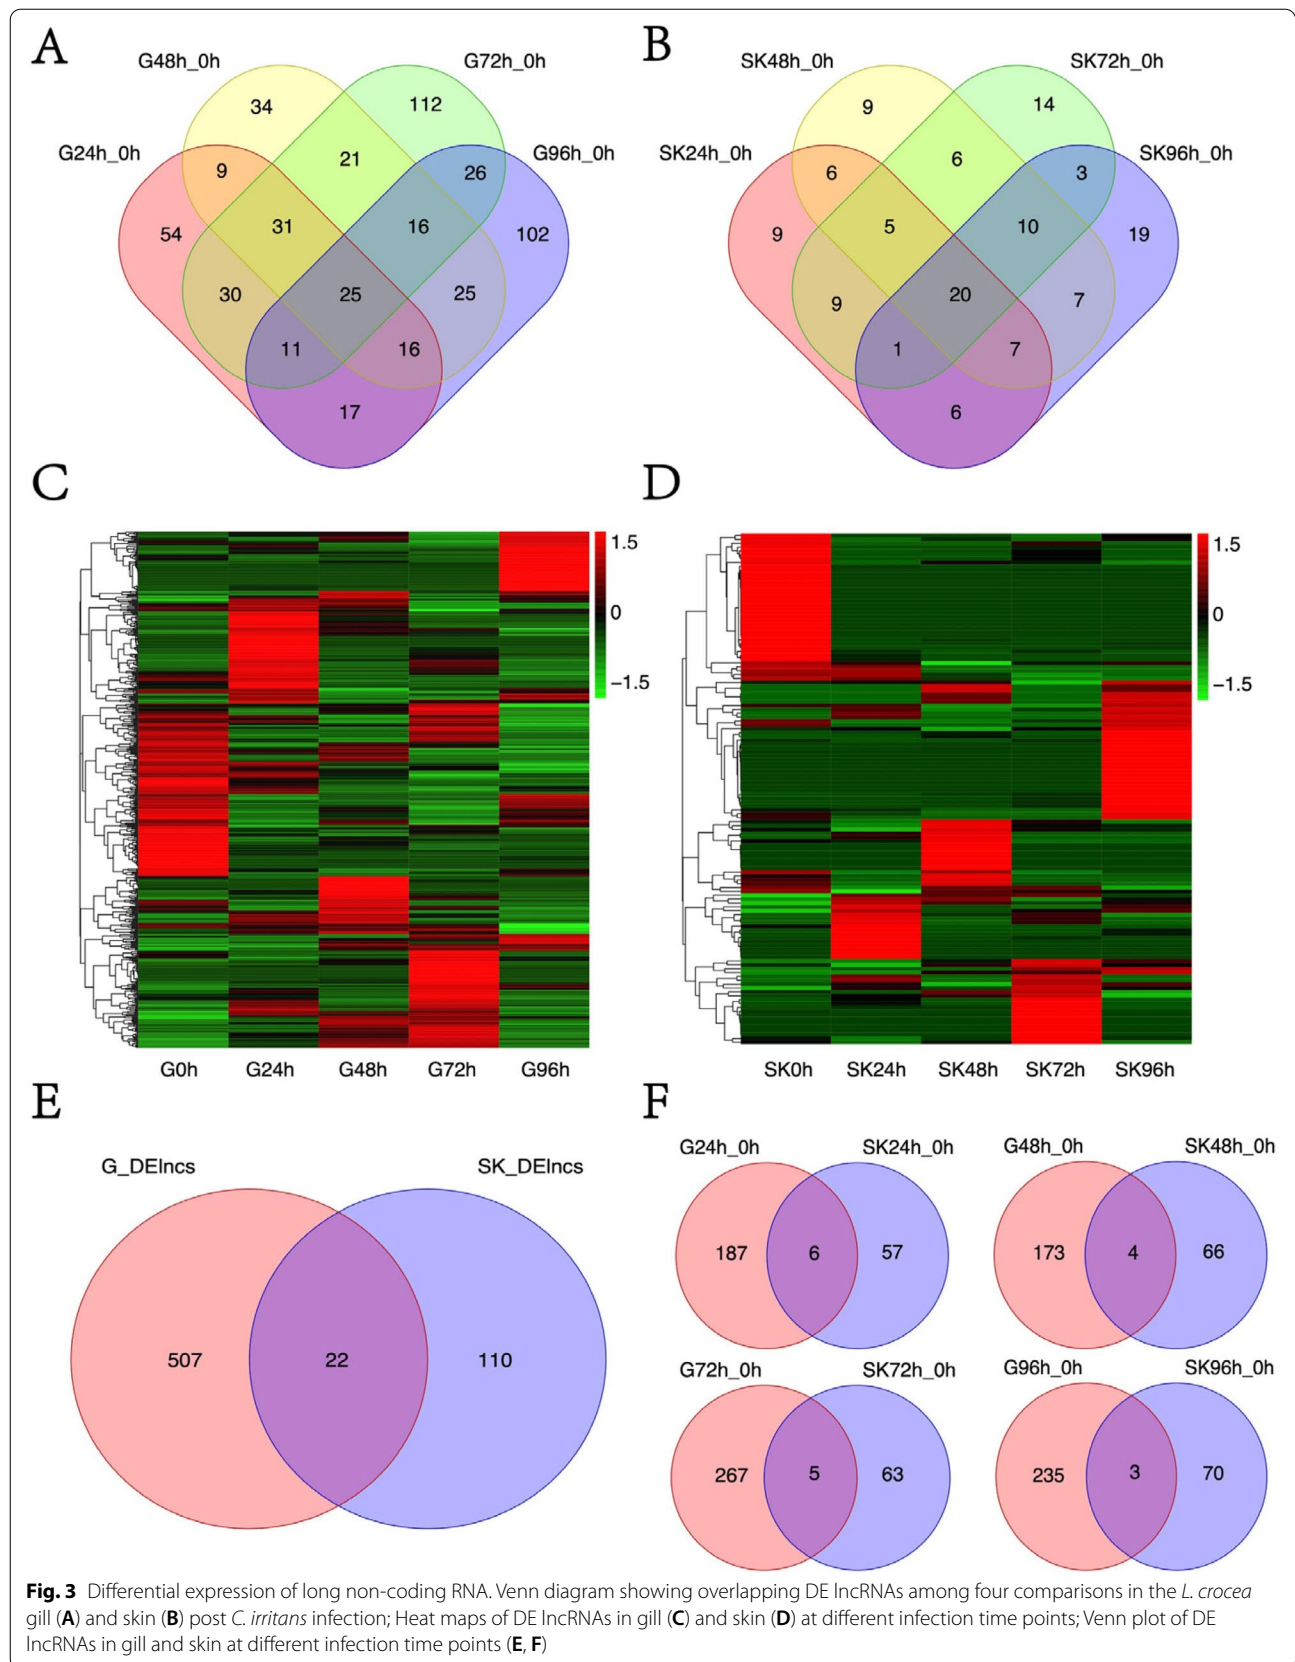 A
B
G48h_0h
G72h_0h
SK48h_0h
SK72h_0h
34
112
9
14
G24h_0h
G96h_0h
SK24h_0h
SK96h_0h
9
21
26
6
6
3
54
31
16
102
9
5
10
19
30
25
25
9
20
7
11
16
1
7
17
6
C
D
1.5
0
−1.5
1.5
0
−1.5
G0h G24h G48h G72h G96h
SK0h SK24h SK48h SK72h SK96h
E
F
G_DElncs
SK_DElncs
507
22
110
G24h_0h
SK24h_0h
G48h_0h
SK48h_0h
187
6
57
173
4
66
G72h_0h
SK72h_0h
G96h_0h
SK96h_0h
267
5
63
235
3
70
Fig. 3 Differential expression of long non-coding RNA. Venn diagram showing overlapping DE lncRNAs among four comparisons in the L. crocea
gill (A) and skin (B) post C. irritans infection; Heat maps of DE lncRNAs in gill (C) and skin (D) at different infection time points; Venn plot of DE
lncRNAs in gill and skin at different infection time points (E, F)